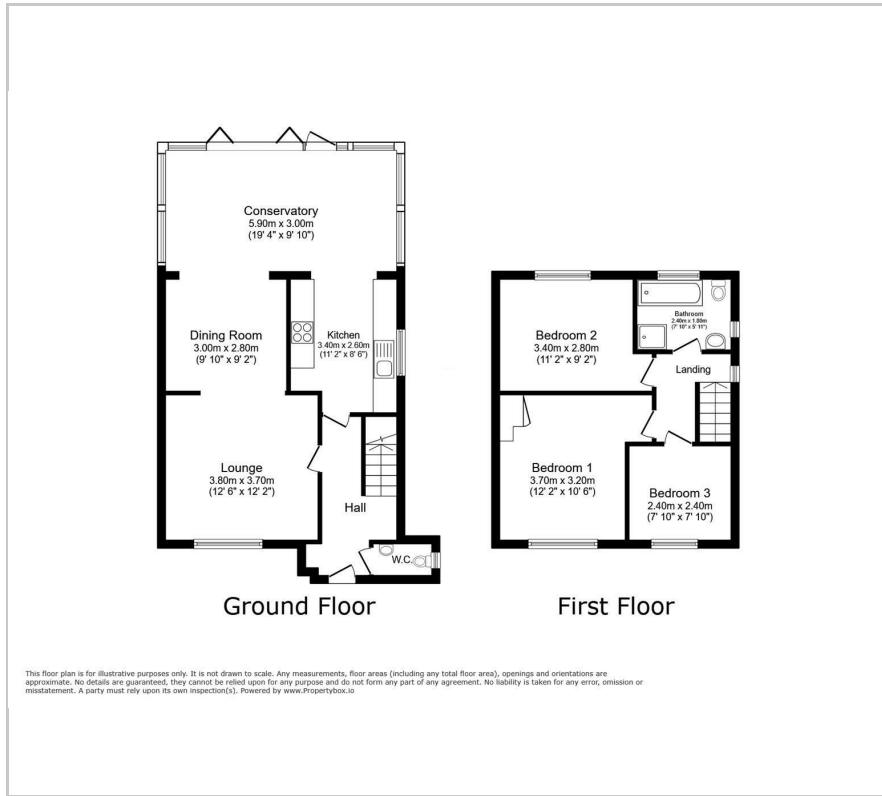 Conservatory
5.90m x 3.00m
(19' 4" x 9' 10")
Dining Room
3.00m x 2.80m
(9' 10" x 9' 2")
Kitchen
3.40m x 2.60m
(11' 2" x 8' 6")
Lounge
3.80m x 3.70m
(12' 6" x 12' 2")
Hall
W.C.
Ground Floor
Bathroom
2.40m x 1.80m
(7' 10" x 5' 11")
Bedroom 2
3.40m x 2.80m
(11' 2" x 9' 2")
Landing
Bedroom 1
3.70m x 3.20m
(12' 2" x 10' 6")
Bedroom 3
2.40m x 2.40m
(7' 10" x 7' 10")
First Floor
This floor plan is for illustrative purposes only. It is not drawn to scale. Any measurements, floor areas (including any total floor area), openings and orientations are
approximate. No details are guaranteed, they cannot be relied upon for any purpose and do not form any part of any agreement. No liability is taken for any error, omission or
misstatement. A party must rely upon its own inspection(s). Powered by www.Propertybox.io